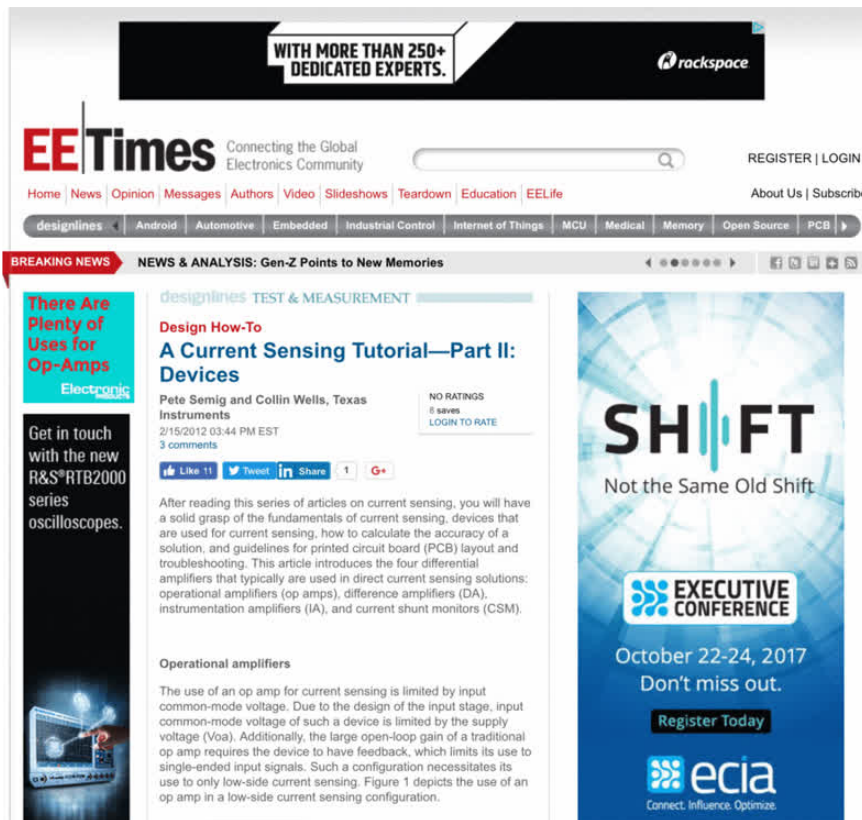 WITH MORE THAN 250+
DEDICATED EXPERTS.
rackspace
EE Times
Connecting the Global
Electronics Community
REGISTER | LOGIN
Home News Opinion Messages Authors Video Slideshows Teardown Education EELife
About Us | Subscribe
designlines Android Automotive Embedded Industrial Control Internet of Things MCU Medical Memory Open Source PCB
BREAKING NEWS NEWS & ANALYSIS: Gen-Z Points to New Memories
There Are
Plenty of
Uses for
Op-Amps
Electronic
PRODUCTS
Get in touch
with the new
R&S®RTB2000
series
oscilloscopes.
designlines TEST & MEASUREMENT
Design How-To
A Current Sensing Tutorial—Part II:
Devices
Pete Semig and Collin Wells, Texas
Instruments
2/15/2012 03:44 PM EST
3 comments
NO RATINGS
6 saves
LOGIN TO RATE
Like 11 Tweet in Share 1 G+
After reading this series of articles on current sensing, you will have
a solid grasp of the fundamentals of current sensing, devices that
are used for current sensing, how to calculate the accuracy of a
solution, and guidelines for printed circuit board (PCB) layout and
troubleshooting. This article introduces the four differential
amplifiers that typically are used in direct current sensing solutions:
operational amplifiers (op amps), difference amplifiers (DA),
instrumentation amplifiers (IA), and current shunt monitors (CSM).
Operational amplifiers
The use of an op amp for current sensing is limited by input
common-mode voltage. Due to the design of the input stage, input
common-mode voltage of such a device is limited by the supply
voltage (Voa). Additionally, the large open-loop gain of a traditional
op amp requires the device to have feedback, which limits its use to
single-ended input signals. Such a configuration necessitates its
use to only low-side current sensing. Figure 1 depicts the use of an
op amp in a low-side current sensing configuration.
SHIFT
Not the Same Old Shift
EXECUTIVE
CONFERENCE
October 22-24, 2017
Don't miss out.
Register Today
ecia
Connect. Influence. Optimize.